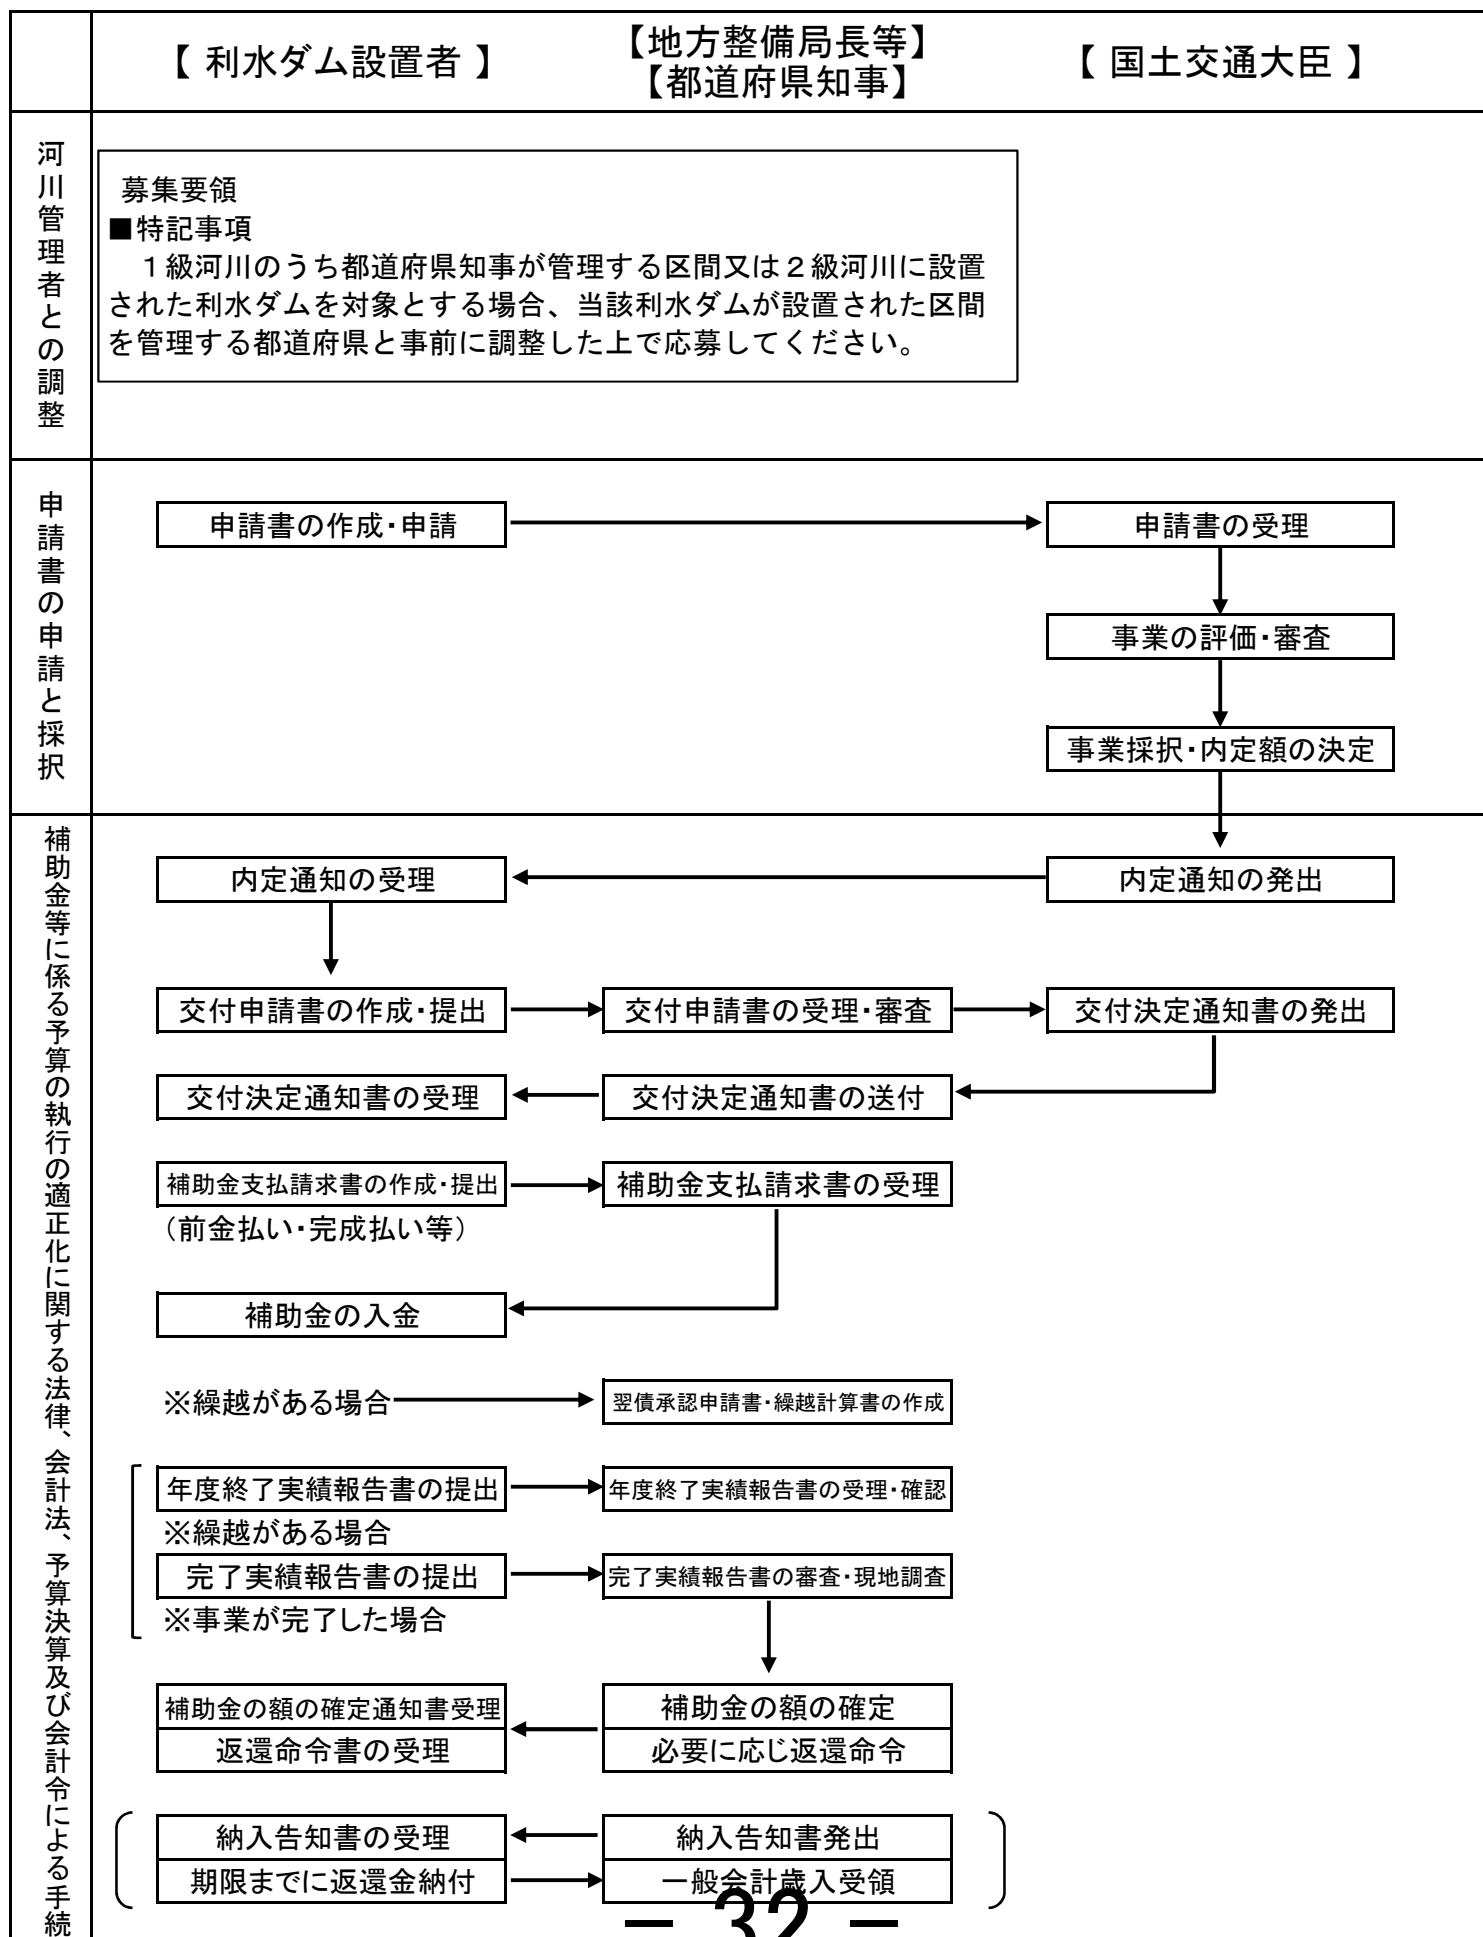 【 利水ダム設置者 】
【地方整備局長等】
【都道府県知事】
【 国土交通大臣 】
河川管理者との調整
募集要領
■特記事項
１級河川のうち都道府県知事が管理する区間又は２級河川に設置
された利水ダムを対象とする場合、当該利水ダムが設置された区間
を管理する都道府県と事前に調整した上で応募してください。
申請書の申請と採択
申請書の作成・申請
申請書の受理
事業の評価・審査
事業採択・内定額の決定
補助金等に係る予算の執行の適正化に関する法律、会計法、予算決算及び会計令による手続
内定通知の受理
内定通知の発出
交付申請書の作成・提出
交付申請書の受理・審査
交付決定通知書の発出
交付決定通知書の受理
交付決定通知書の送付
補助金支払請求書の作成・提出
補助金支払請求書の受理
（前金払い・完成払い等）
補助金の入金
※繰越がある場合
翌債承認申請書・繰越計算書の作成
年度終了実績報告書の提出
年度終了実績報告書の受理・確認
※繰越がある場合
完了実績報告書の提出
完了実績報告書の審査・現地調査
※事業が完了した場合
補助金の額の確定通知書受理
補助金の額の確定
返還命令書の受理
必要に応じ返還命令
納入告知書の受理
納入告知書発出
期限までに返還金納付
一般会計歳入受領
－ 32 －